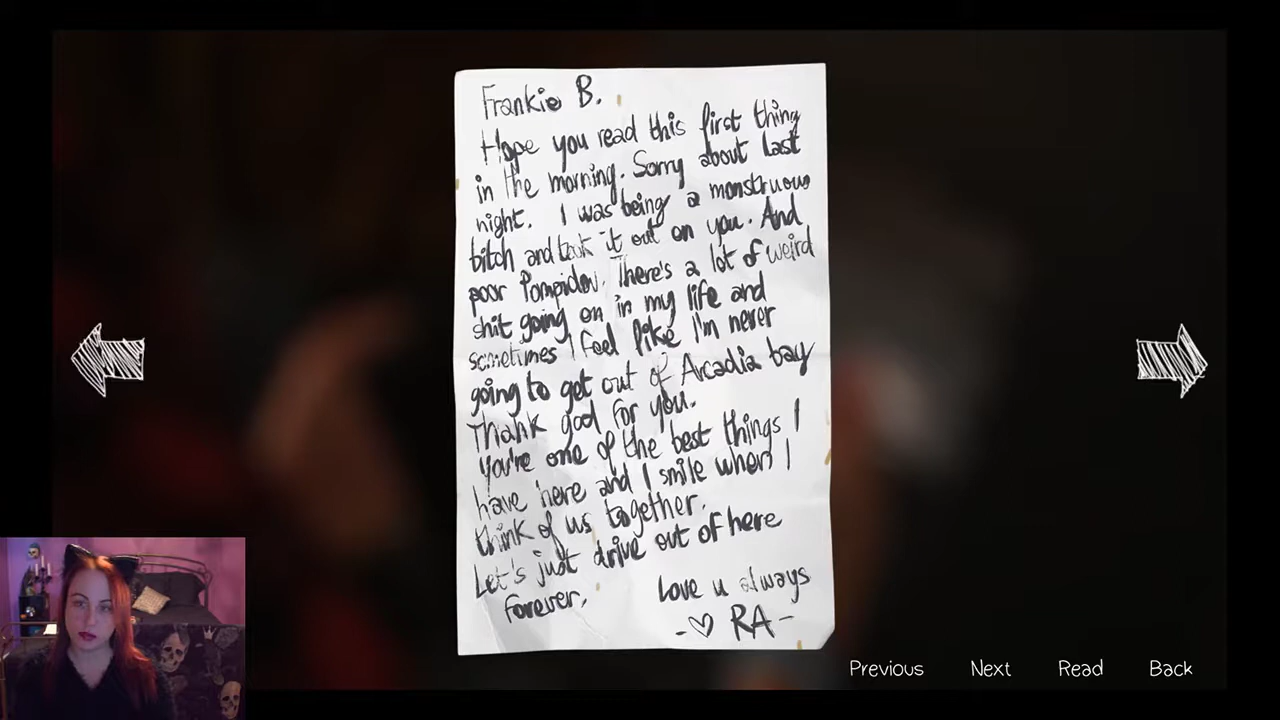 Frankie B.
Hope you read this first thing
in the morning. Sorry about last
night. I was being a monstruous
bitch and took it out on you. And
poor Pompidou. There's a lot of weird
shit going on in my life and
sometimes I feel like I'm never
going to get out of Arcadia bay
Thank god for you.
You're one of the best things I
have here and I smile when I
think of us together.
Let's just drive out of here
forever.
Love u always
-♡ RA-
Previous Next Read Back